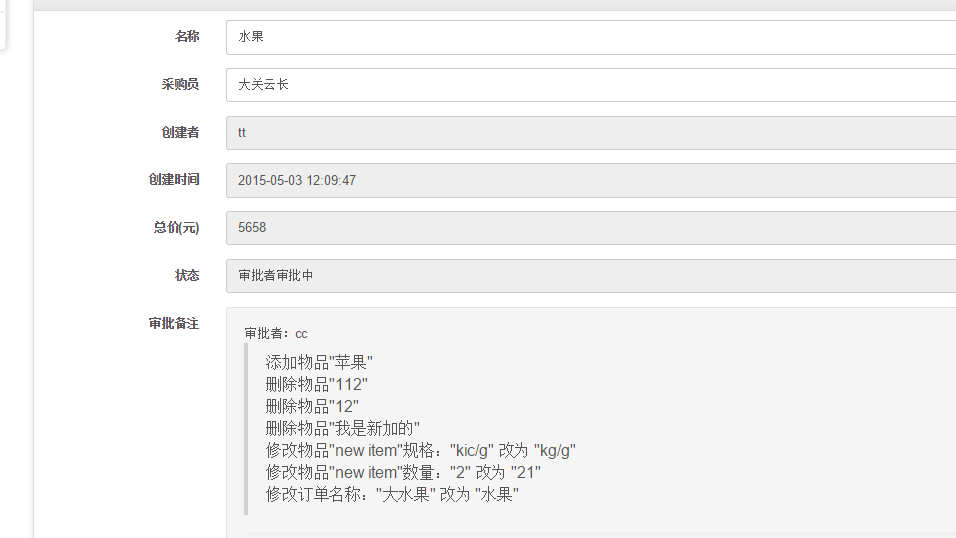 名称 水果
采购员 大关云长
创建者 tt
创建时间 2015-05-03 12:09:47
总价(元) 5658
状态 审批者审批中
审批备注
审批者：cc
添加物品"苹果"
删除物品"112"
删除物品"12"
删除物品"我是新加的"
修改物品"new item"规格："kic/g" 改为 "kg/g"
修改物品"new item"数量："2" 改为 "21"
修改订单名称："大水果" 改为 "水果"